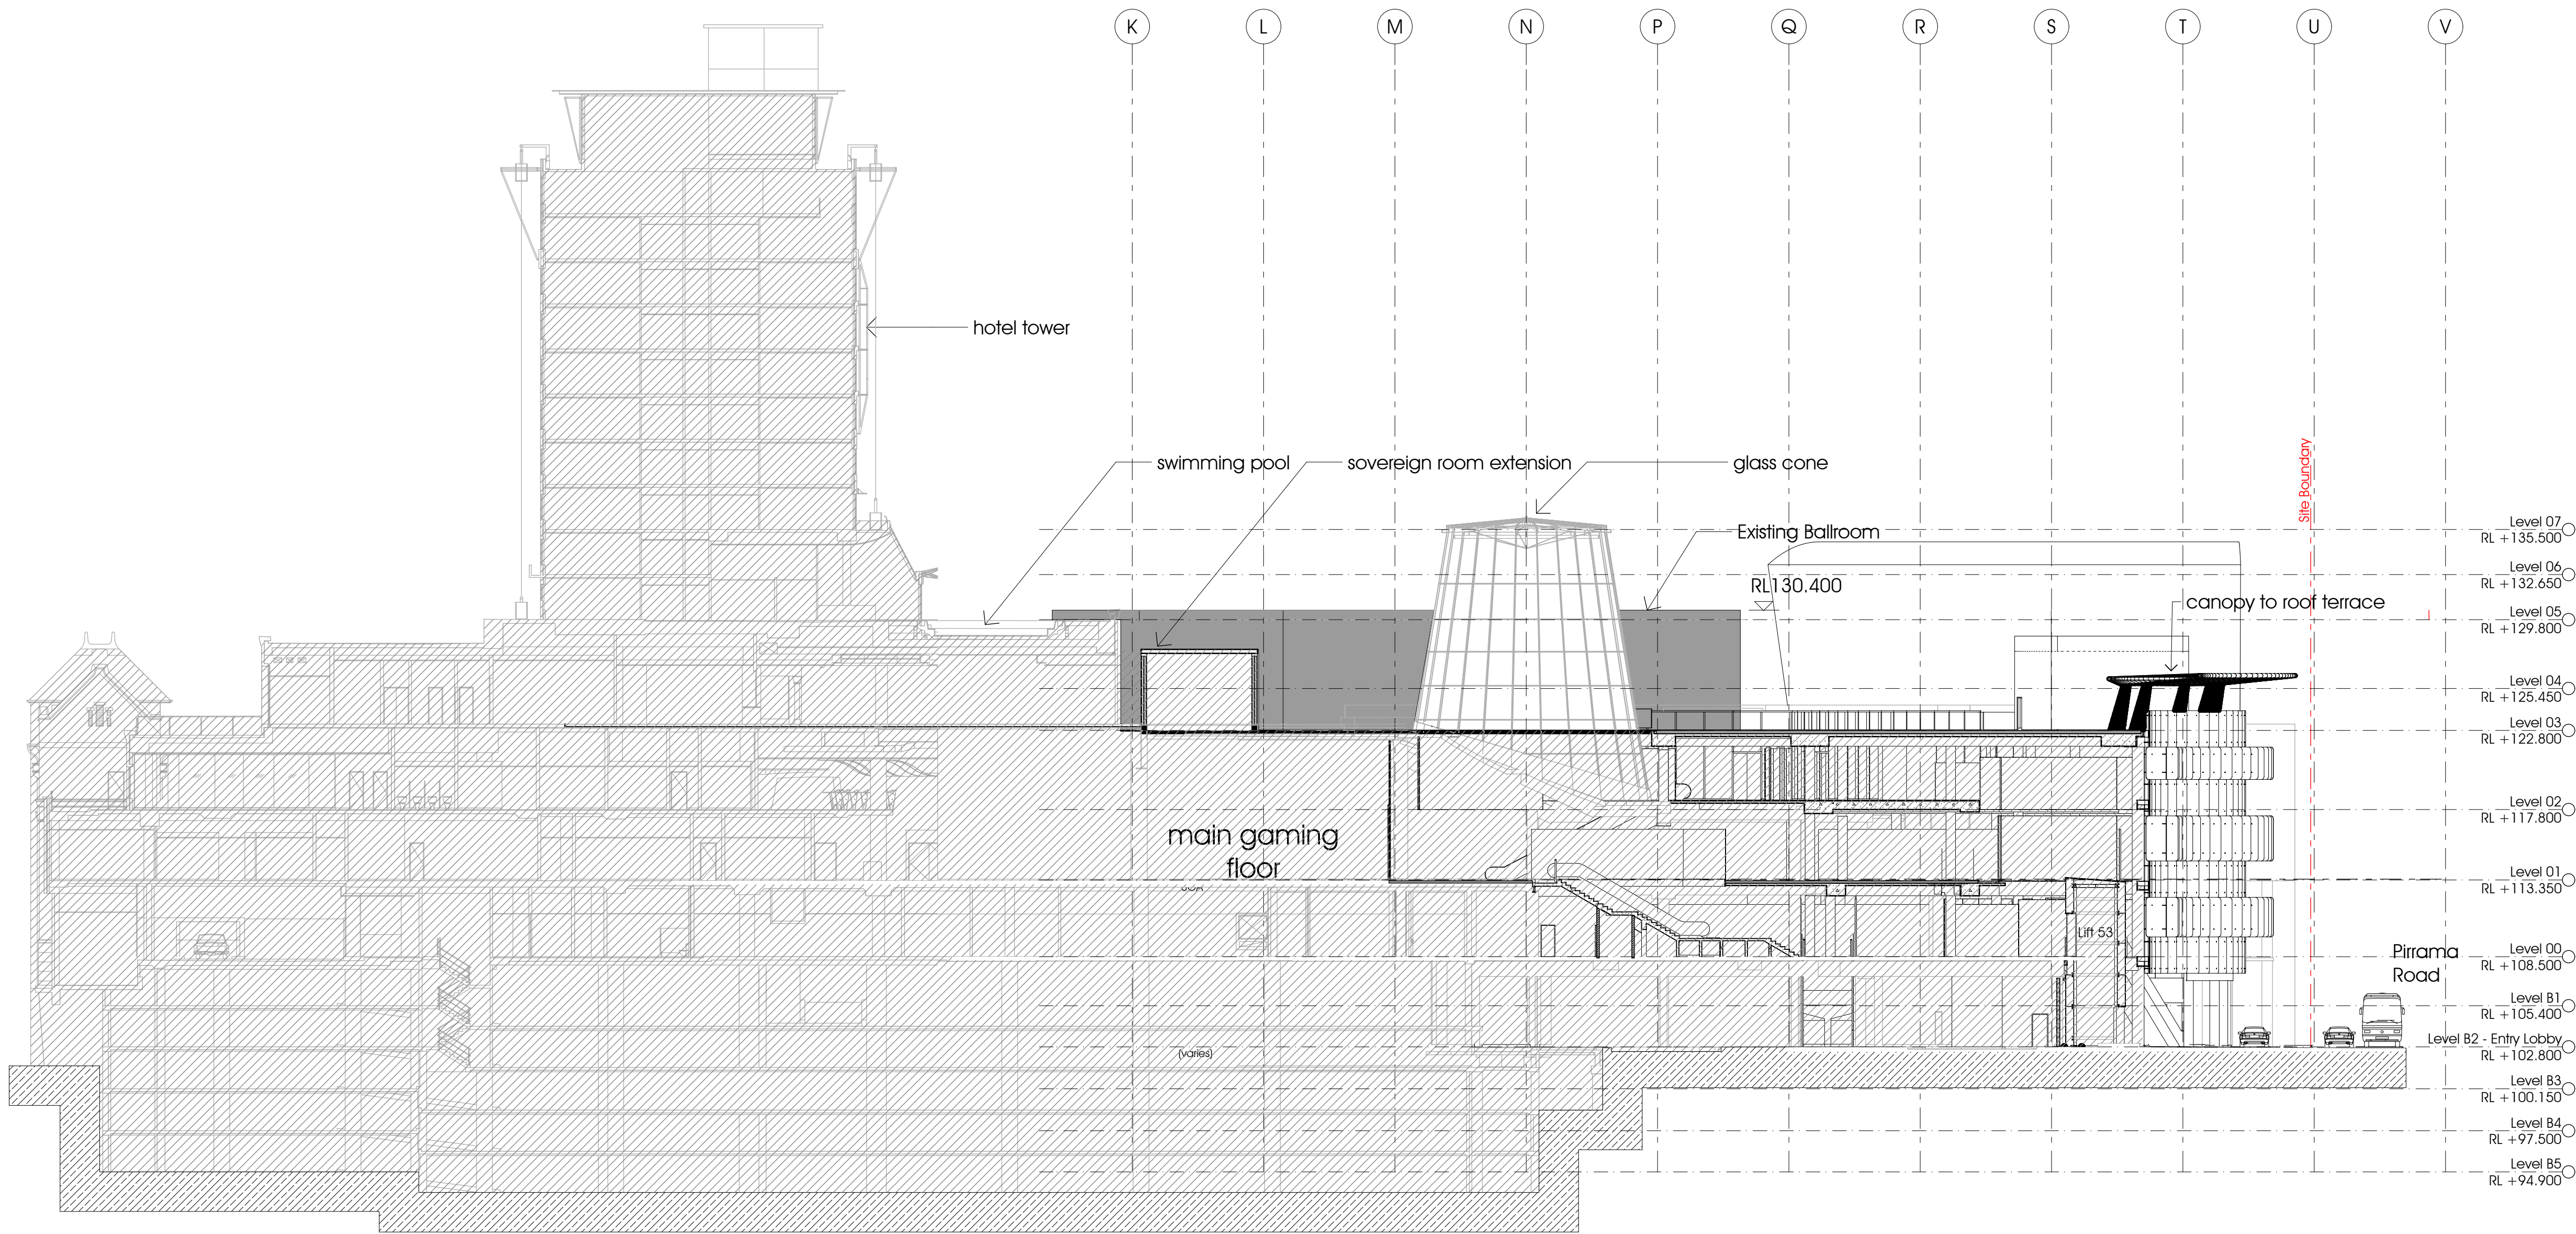 K L M N P Q R S T U V
hotel tower
swimming pool
sovereign room extension
glass cone
Site Boundary
Existing Ballroom
RL130.400
canopy to roof terrace
Level 07
RL +135.500
Level 06
RL +132.650
Level 05
RL +129.800
Level 04
RL +125.450
Level 03
RL +122.800
Level 02
RL +117.800
main gaming
floor
Level 01
RL +113.350
Lift 53
Pirrama
Road
Level 00
RL +108.500
Level B1
RL +105.400
(varies)
Level B2 - Entry Lobby
RL +102.800
Level B3
RL +100.150
Level B4
RL +97.500
Level B5
RL +94.900